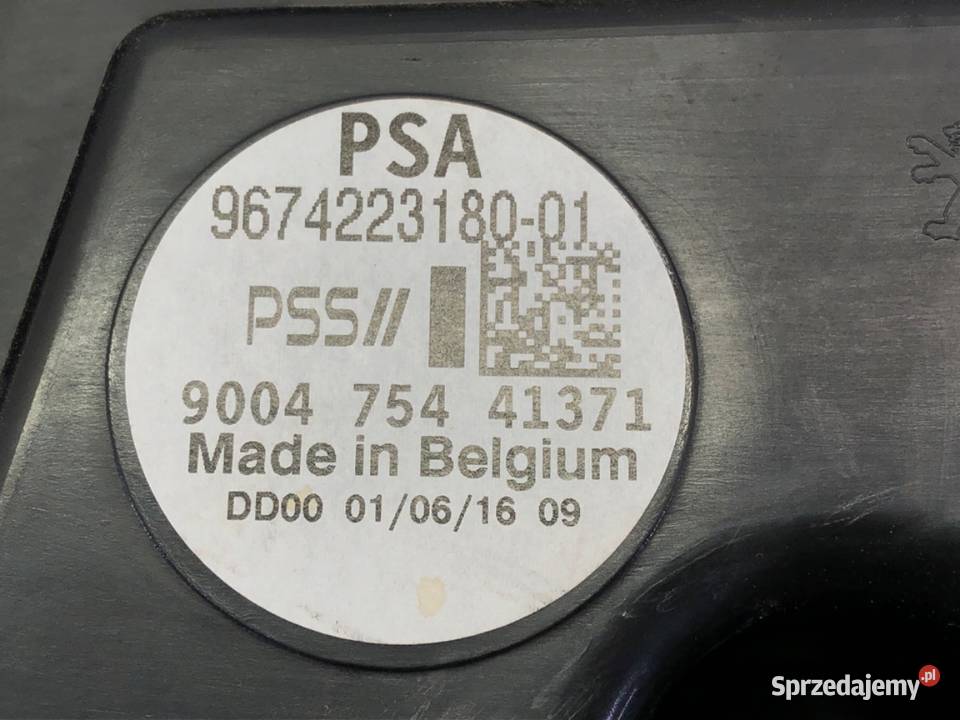 PSA
9674223180-01
PSS//
9004 754 41371
Made in Belgium
DD00 01/06/16 09
Sprzedajemy.pl